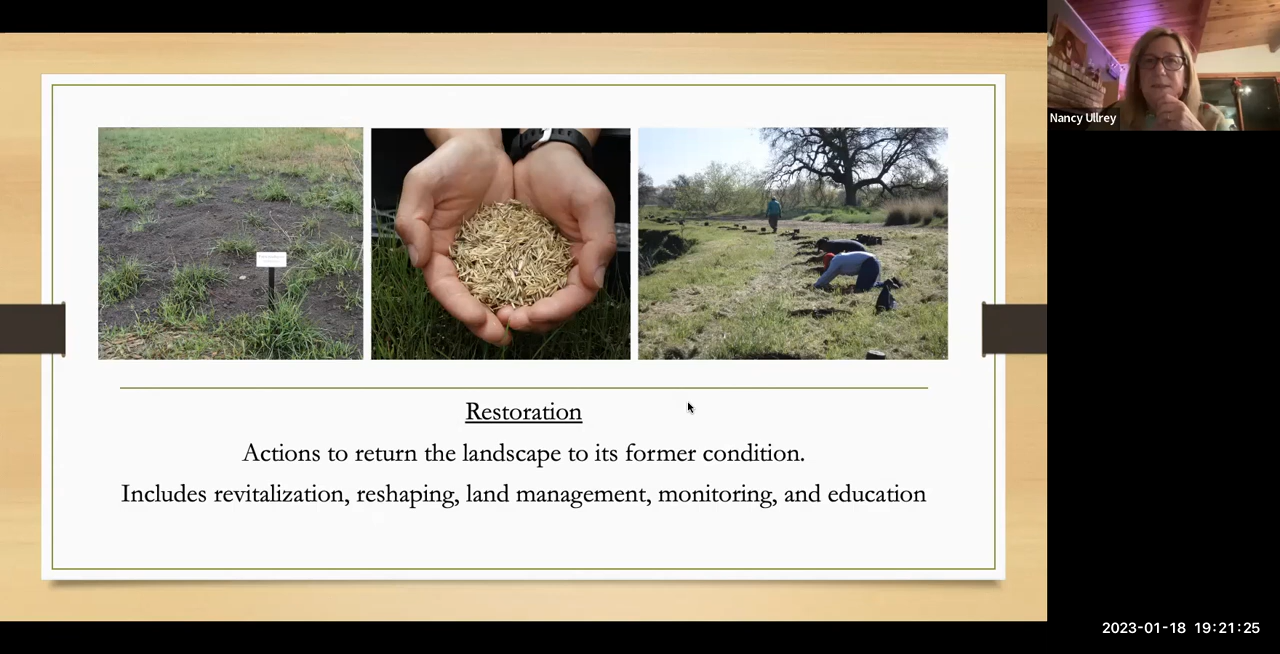 Nancy Ullrey
Restoration
Actions to return the landscape to its former condition.
Includes revitalization, reshaping, land management, monitoring, and education
2023-01-18 19:21:25